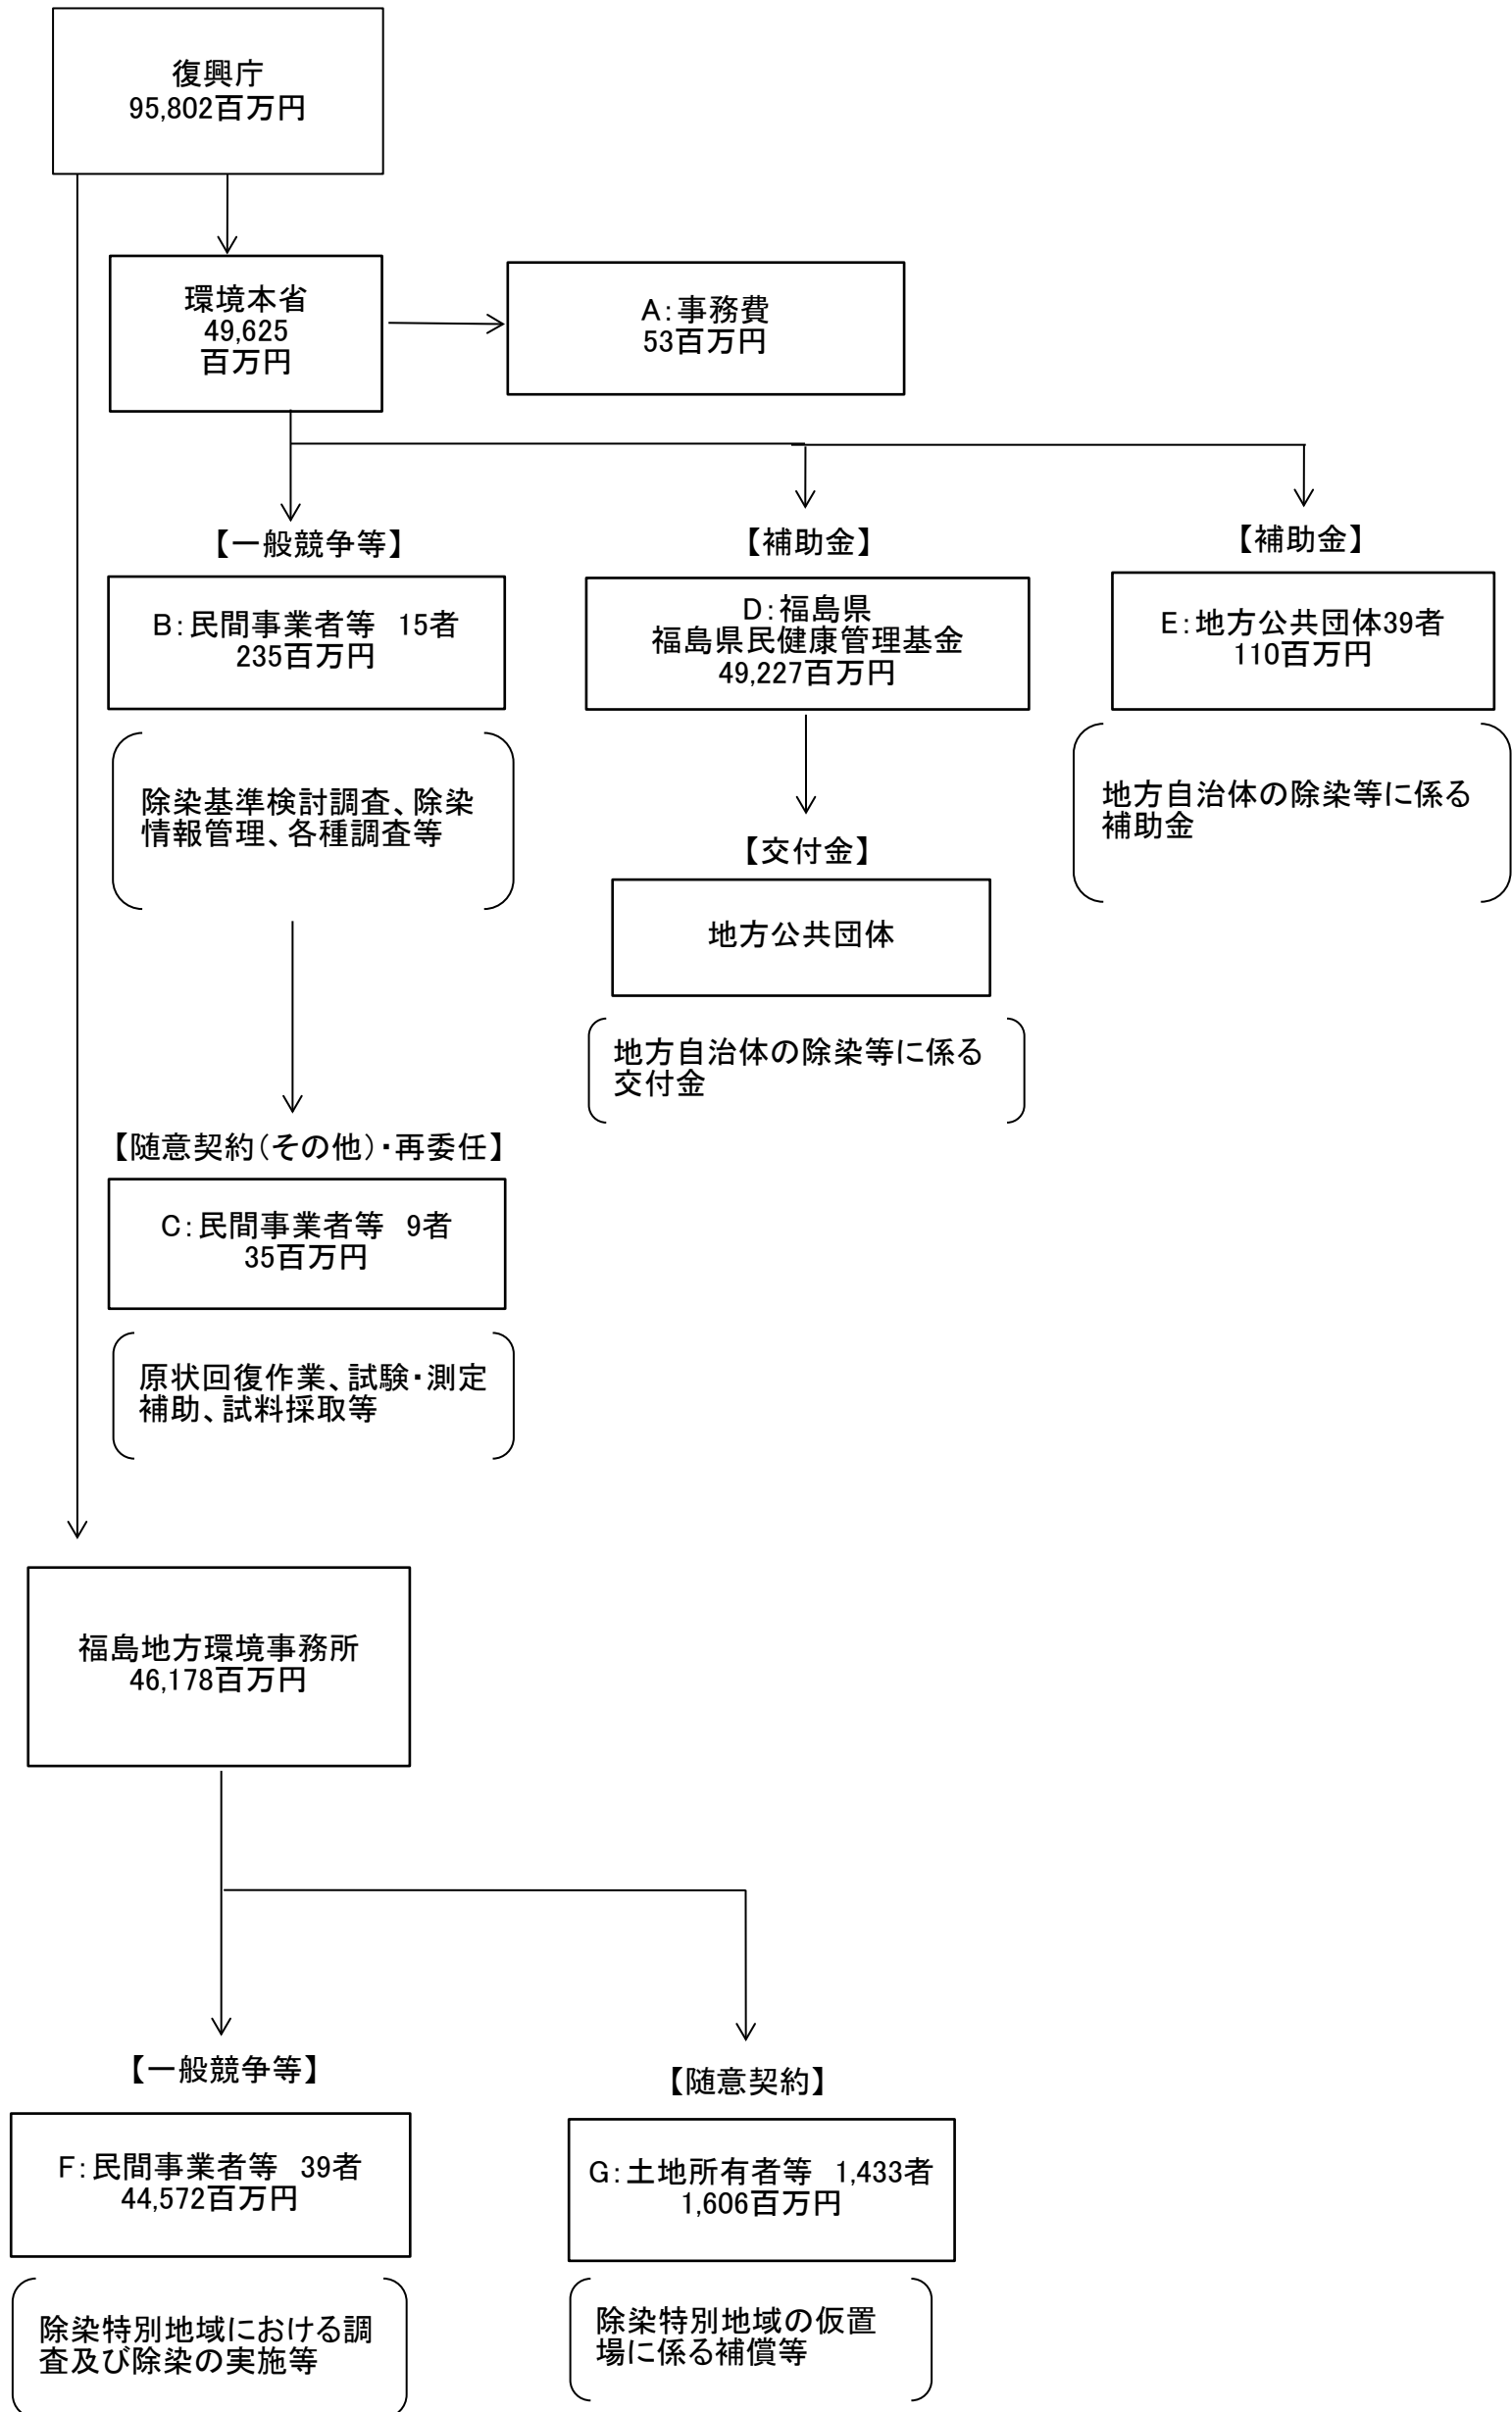 復興庁
95,802百万円
環境本省
49,625
百万円
A：事務費
53百万円
【一般競争等】
B：民間事業者等　15者
235百万円
除染基準検討調査、除染
情報管理、各種調査等
【補助金】
D：福島県
福島県民健康管理基金
49,227百万円
【補助金】
E：地方公共団体39者
110百万円
地方自治体の除染等に係る
補助金
【交付金】
地方公共団体
地方自治体の除染等に係る
交付金
【随意契約（その他）・再委任】
C：民間事業者等　9者
35百万円
原状回復作業、試験・測定
補助、試料採取等
福島地方環境事務所
46,178百万円
【一般競争等】
F：民間事業者等　39者
44,572百万円
除染特別地域における調
査及び除染の実施等
【随意契約】
G：土地所有者等　1,433者
1,606百万円
除染特別地域の仮置
場に係る補償等